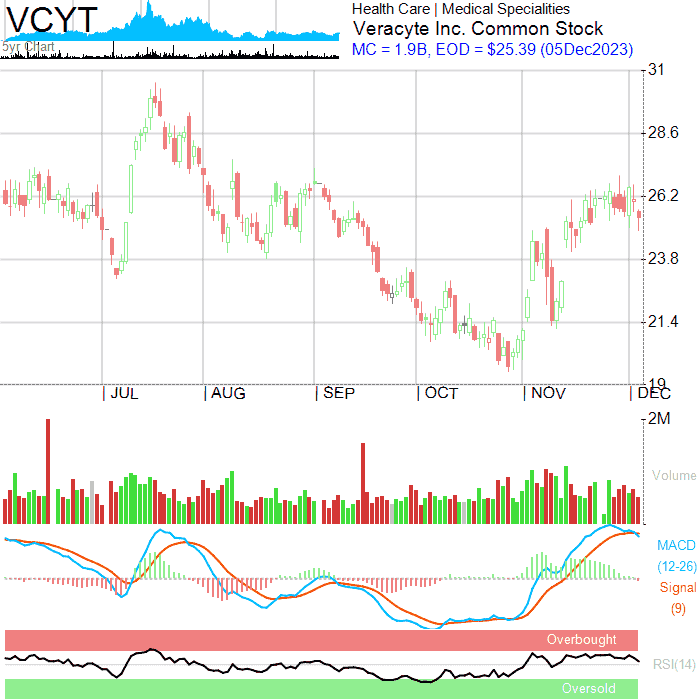 VCYT
5yr Chart
Health Care | Medical Specialities
Veracyte Inc. Common Stock
MC = 1.9B, EOD = $25.39 (05Dec2023)
31
28.6
26.2
23.8
21.4
19
JUL AUG SEP OCT NOV DEC
2M
Volume
MACD
(12-26)
Signal
(9)
Overbought
RSI(14)
Oversold